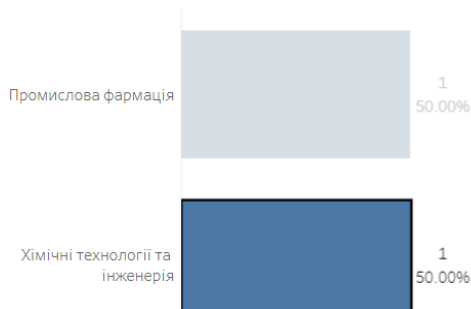 Промислова фармація
1
50.00%
Хімічні технології та
інженерія
1
50.00%